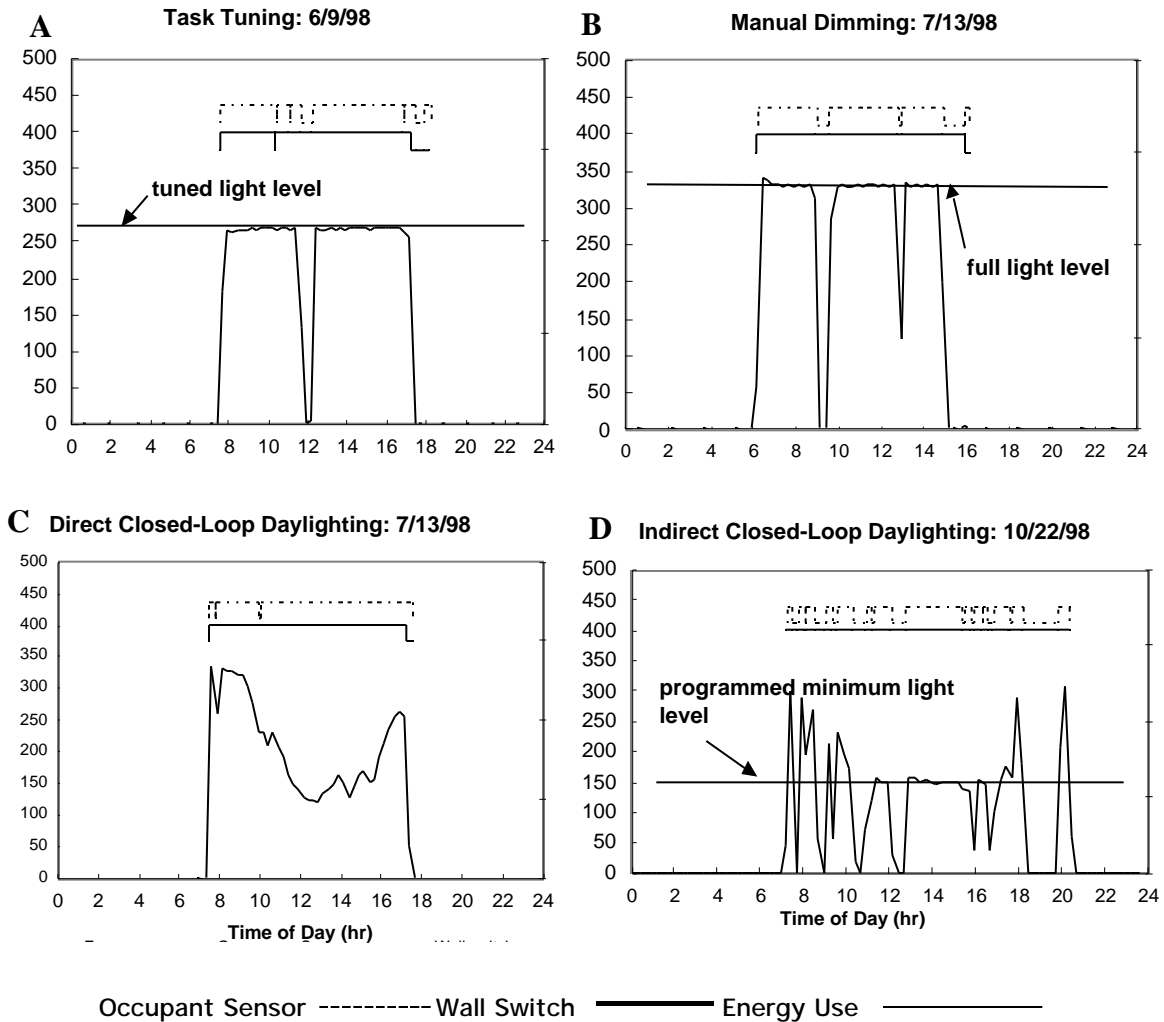 A
Task Tuning: 6/9/98
500
450
400
350
300
250
200
150
100
50
0
tuned light level
0 2 4 6 8 10 12 14 16 18 20 22 24
B
Manual Dimming: 7/13/98
500
450
400
350
300
250
200
150
100
50
0
full light level
0 2 4 6 8 10 12 14 16 18 20 22 24
C Direct Closed-Loop Daylighting: 7/13/98
500
450
400
350
300
250
200
150
100
50
0
0 2 4 6 8 10 12 14 16 18 20 22 24
Time of Day (hr)
D Indirect Closed-Loop Daylighting: 10/22/98
500
450
400
350
300
250
200
150
100
50
0
programmed minimum light
level
0 2 4 6 8 10 12 14 16 18 20 22 24
Time of Day (hr)
Occupant Sensor Wall Switch Energy Use